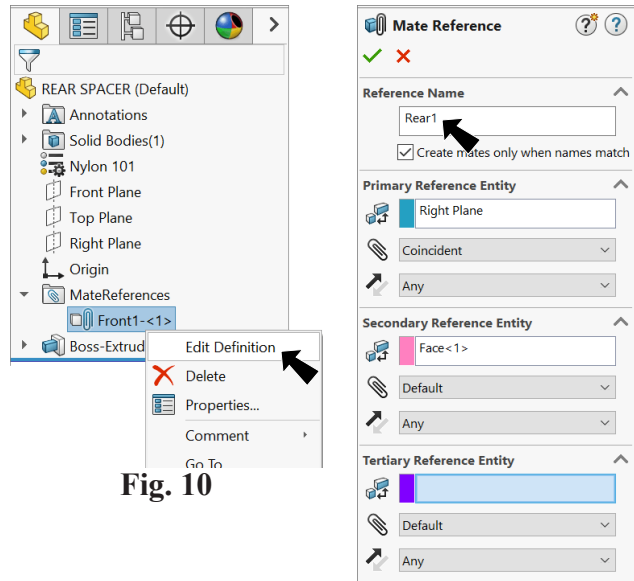 REAR SPACER (Default)
Annotations
Solid Bodies(1)
Nylon 101
Front Plane
Top Plane
Right Plane
Origin
MateReferences
Front1-<1>
Boss-Extrud
Edit Definition
Delete
Properties...
Comment
Go To
Fig. 10
Mate Reference
Reference Name
Rear1
Create mates only when names match
Primary Reference Entity
Right Plane
Coincident
Any
Secondary Reference Entity
Face<1>
Default
Any
Tertiary Reference Entity
Default
Any